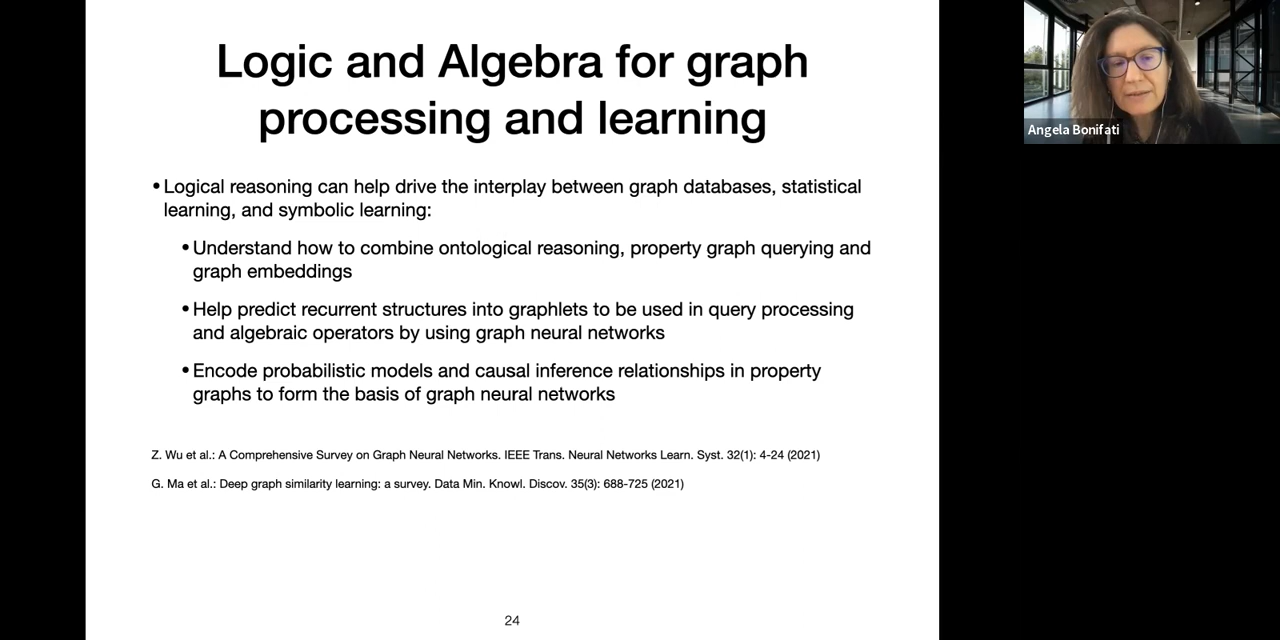 Logic and Algebra for graph
processing and learning
• Logical reasoning can help drive the interplay between graph databases, statistical
learning, and symbolic learning:
• Understand how to combine ontological reasoning, property graph querying and
graph embeddings
• Help predict recurrent structures into graphlets to be used in query processing
and algebraic operators by using graph neural networks
• Encode probabilistic models and causal inference relationships in property
graphs to form the basis of graph neural networks
Z. Wu et al.: A Comprehensive Survey on Graph Neural Networks. IEEE Trans. Neural Networks Learn. Syst. 32(1): 4-24 (2021)
G. Ma et al.: Deep graph similarity learning: a survey. Data Min. Knowl. Discov. 35(3): 688-725 (2021)
24
Angela Bonifati